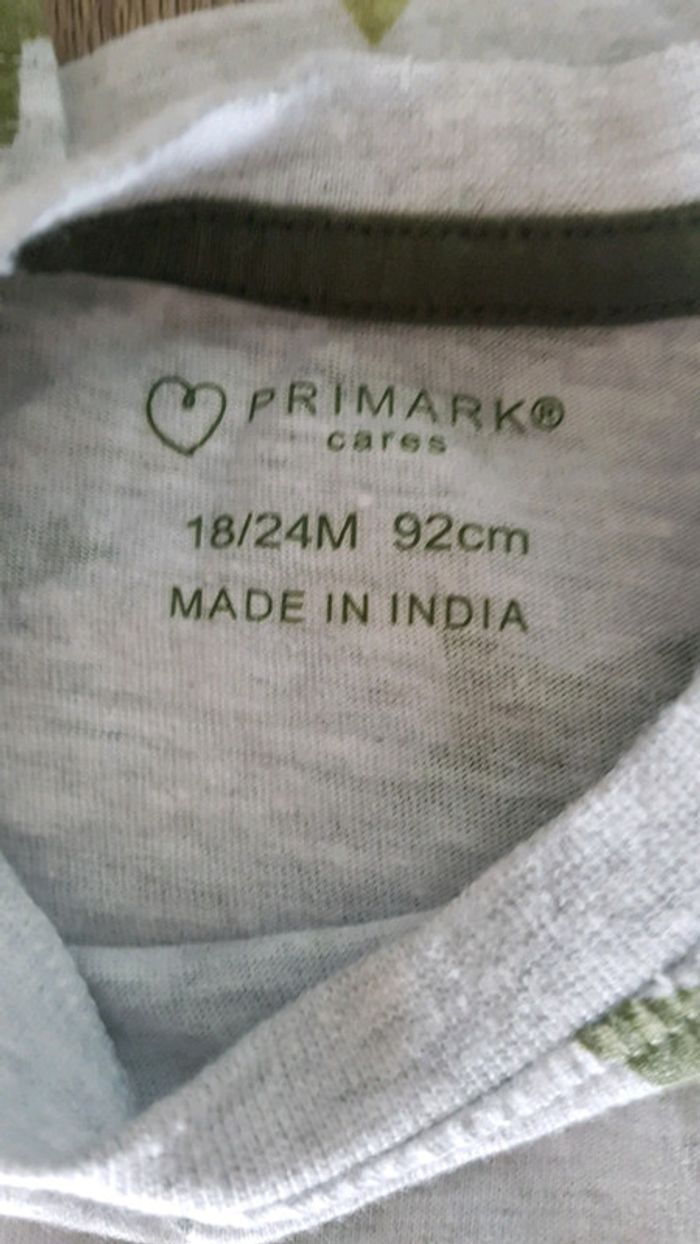 PRIMARK®
cares
18/24M 92cm
MADE IN INDIA